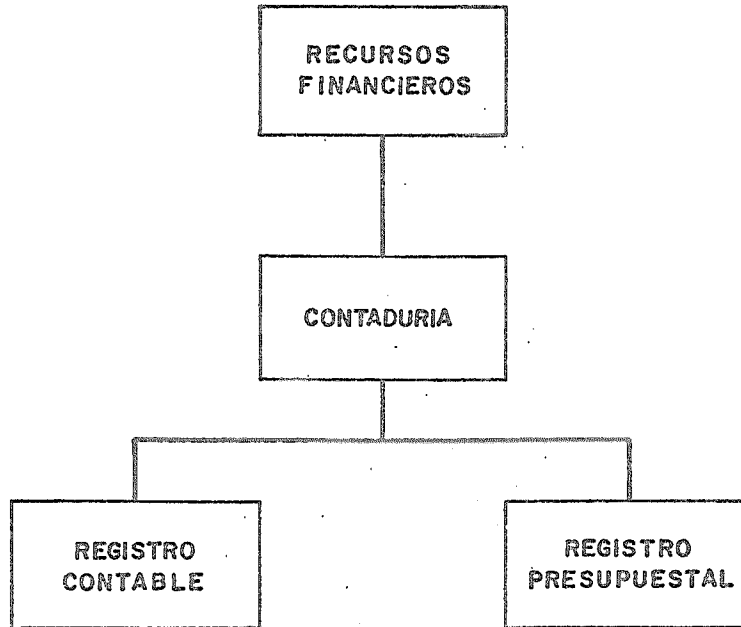 RECURSOS
FINANCIEROS
CONTADURIA
REGISTRO
CONTABLE
REGISTRO
PRESUPUESTAL